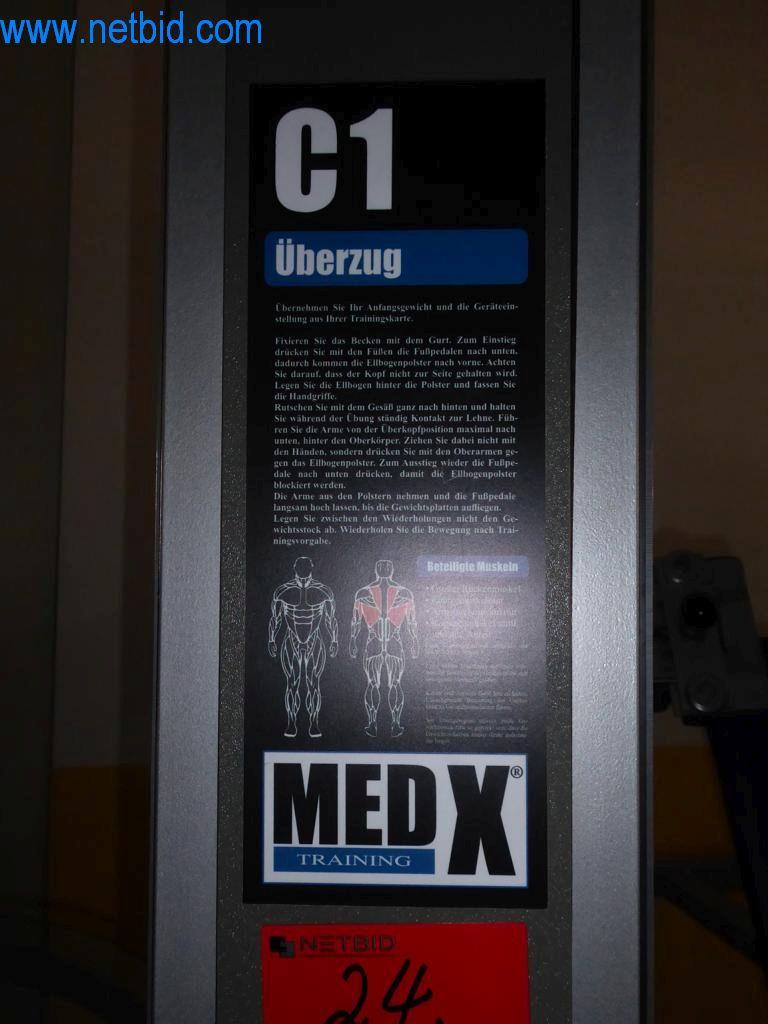 www.netbid.com
C1
Überzug
Übernehmen Sie Ihr Anfangsgewicht und die Geräteein-
stellung aus Ihrer Trainingskarte.
Fixieren Sie das Becken mit dem Gurt. Zum Einstieg
drücken Sie mit den Füßen die Fußpedalen nach unten,
dadurch kommen die Ellbogenpolster nach vorne. Achten
Sie darauf, dass der Kopf nicht zur Seite gehalten wird.
Legen Sie die Ellbogen hinter die Polster und fassen Sie
die Handgriffe.
Rutschen Sie mit dem Gesäß ganz nach hinten und halten
Sie während der Übung ständig Kontakt zur Lehne. Füh-
ren Sie die Arme von der Überkopfposition maximal nach
unten, hinter den Oberkörper. Ziehen Sie dabei nicht mit
den Händen, sondern drücken Sie mit den Oberarmen ge-
gen das Ellbogenpolster. Zum Ausstieg wieder die Fußpe-
dale nach unten drücken, damit die Ellbogenpolster
blockiert werden.
Die Arme aus den Polstern nehmen und die Fußpedale
langsam hoch lassen, bis die Gewichtsplatten aufliegen.
Legen Sie zwischen den Wiederholungen nicht den Ge-
wichtsstock ab. Wiederholen Sie die Bewegung nach Trai-
ningsvorgabe.
Beteiligte Muskeln
• Großer Rückenmuskel
MEDX®
TRAINING
NETBID
24.